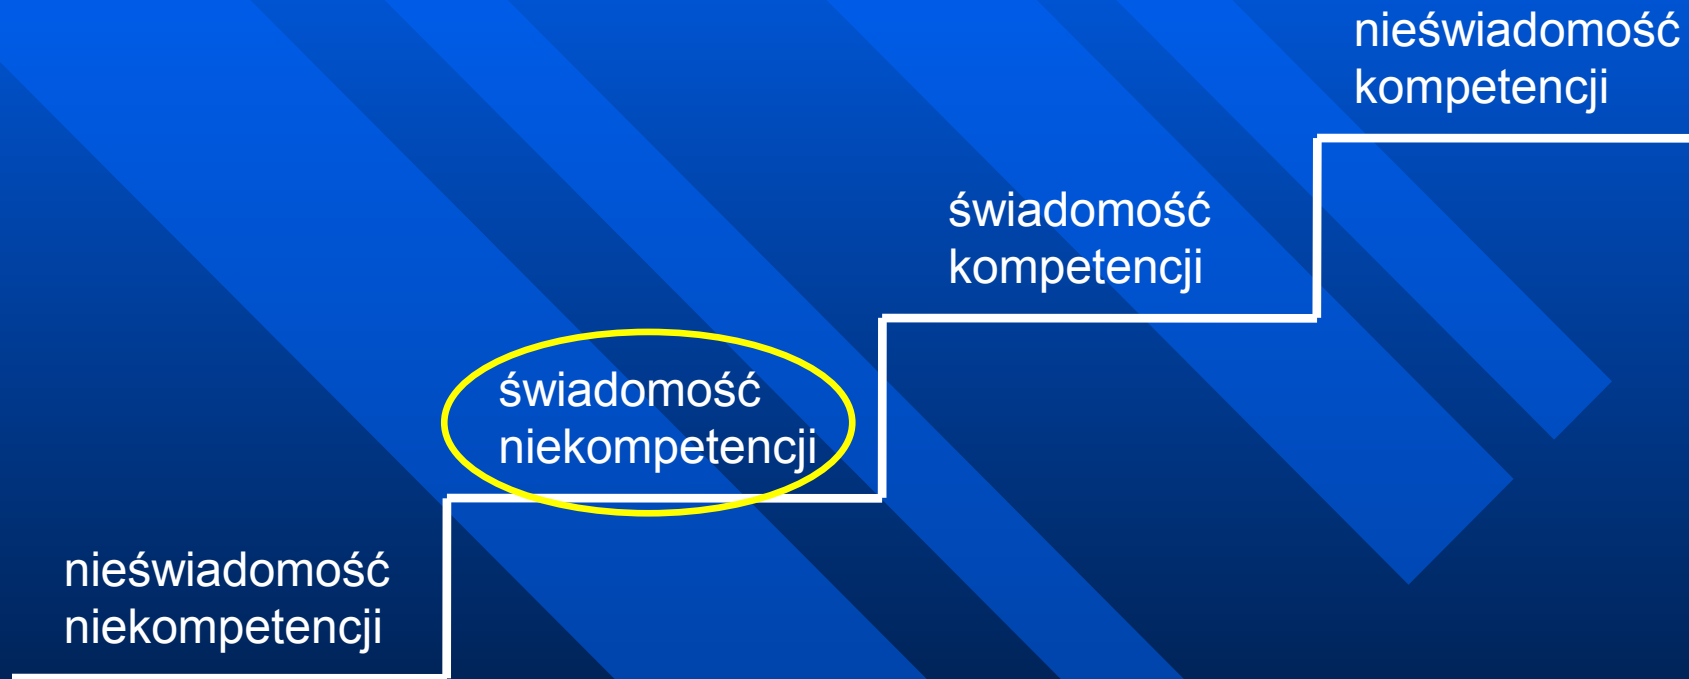 nieświadomość
kompetencji
świadomość
kompetencji
świadomość
niekompetencji
nieświadomość
niekompetencji